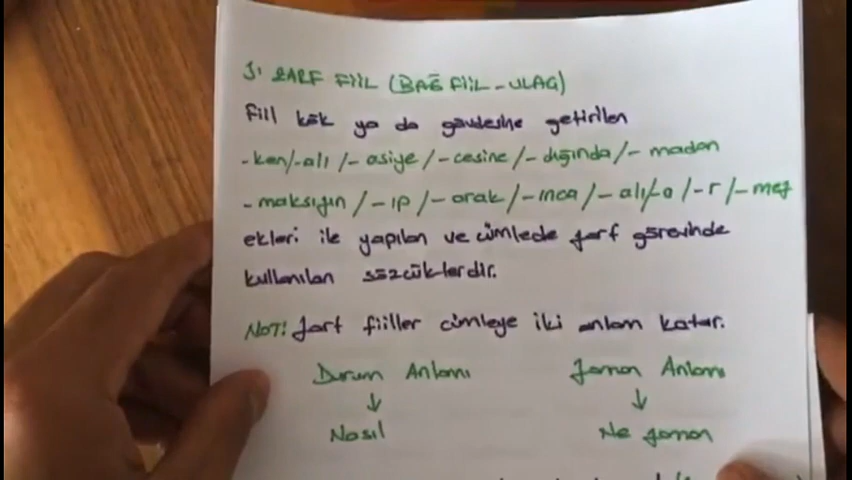 3. ZARF FİİL (BAĞ FİİL - ULAÇ)
Fiil kök ya da gövdesine getirilen
-ken/-alı/-asiye/-cesine/-dığında/-madan
-maksızın/-ıp/-arak/-ınca/-alı/-a/-r/-mez
ekleri ile yapılan ve cümlede zarf görevinde
kullanılan sözcüklerdir.
NOT! Zarf fiiller cümleye iki anlam katar.
Durum Anlamı Zaman Anlamı
↓ ↓
Nasıl Ne zaman